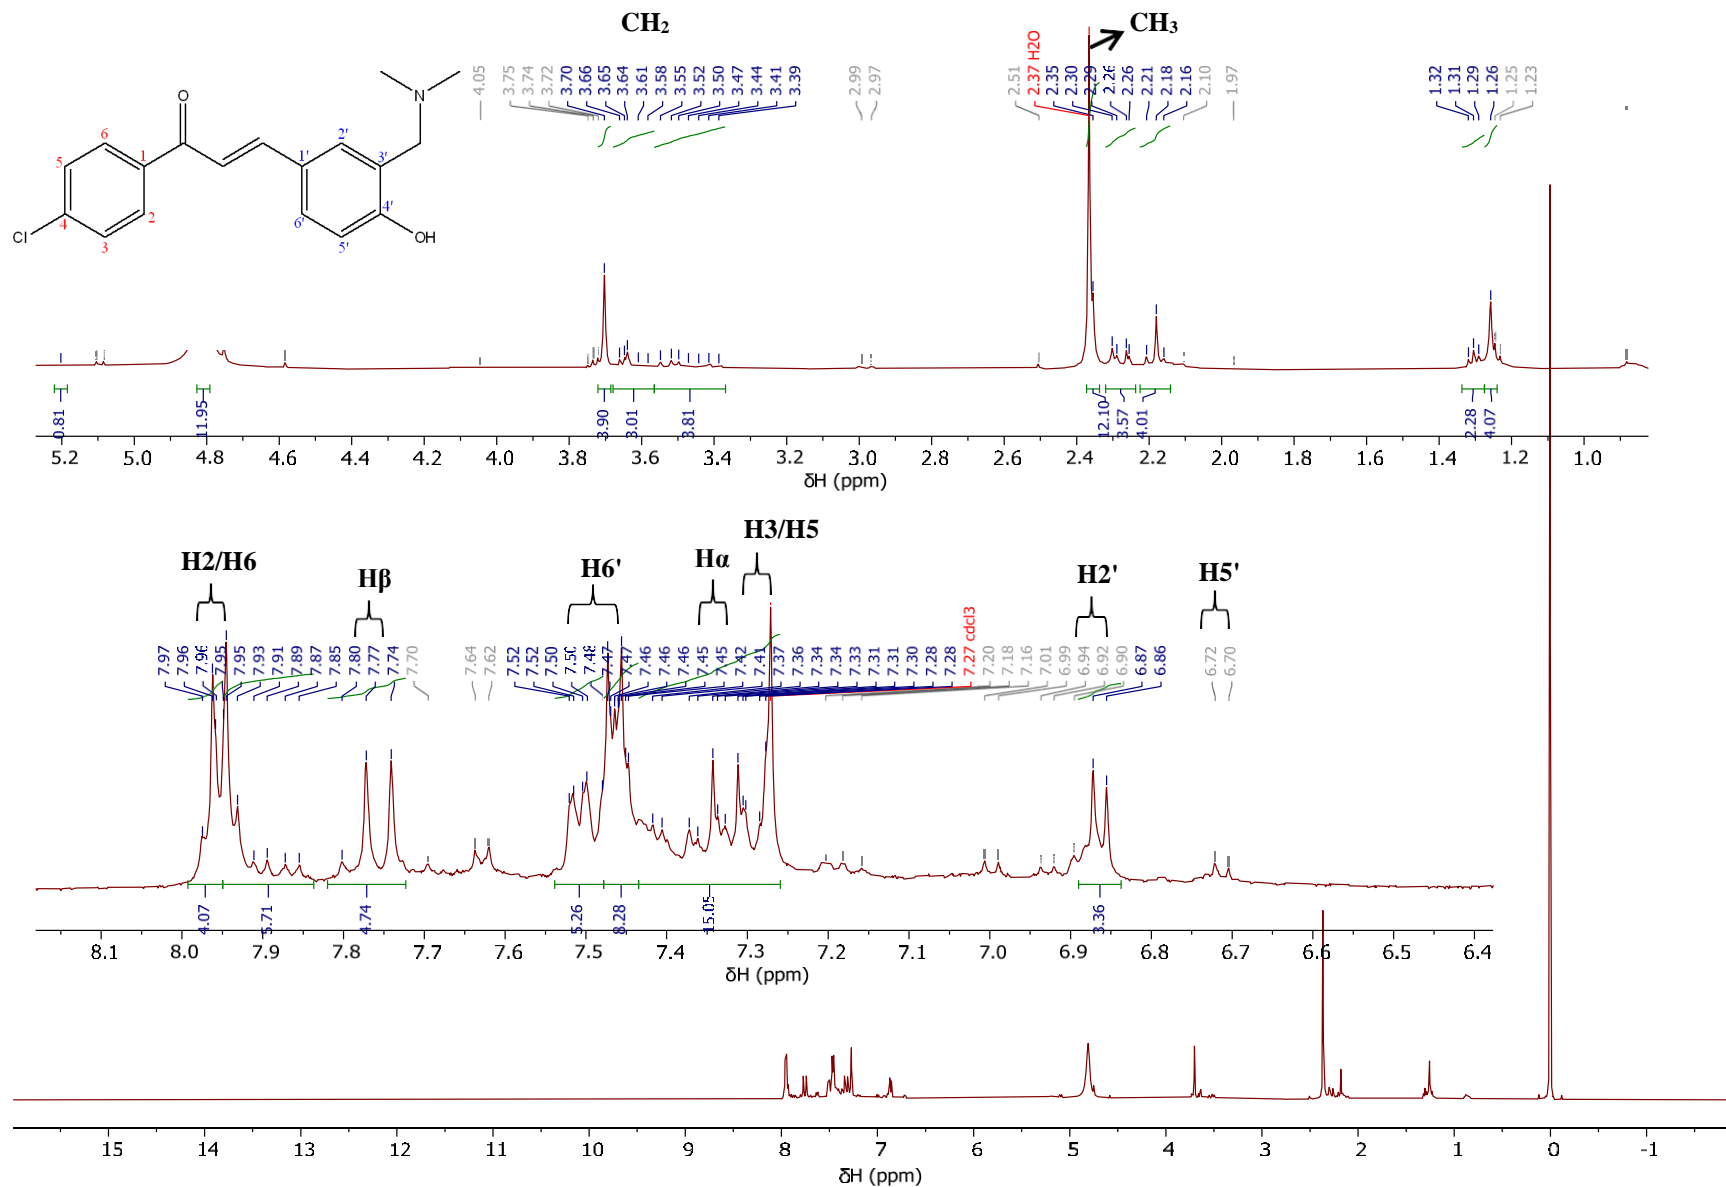 CH₂
CH₃
4.05 3.75 3.74 3.72 3.70 3.66 3.65 3.64 3.61 3.58 3.55 3.52 3.50 3.47 3.44 3.41 3.39 2.99 2.97 2.51 2.37 H2O 2.35 2.30 2.29 2.26 2.26 2.21 2.18 2.16 2.10 1.97 1.32 1.31 1.29 1.26 1.25 1.23
O
N
6
5
1
4
2
3
Cl
2'
1'
3'
4'
6'
5'
OH
0.81 11.95 3.90 3.01 3.81 12.10 3.57 4.01 2.28 4.07
5.2 5.0 4.8 4.6 4.4 4.2 4.0 3.8 3.6 3.4 3.2 3.0 2.8 2.6 2.4 2.2 2.0 1.8 1.6 1.4 1.2 1.0
δH (ppm)
H2/H6
Hβ
H6'
Hα
H3/H5
H2'
H5'
7.97 7.96 7.96 7.95 7.95 7.93 7.91 7.89 7.87 7.85 7.80 7.77 7.74 7.70 7.64 7.62 7.52 7.52 7.50 7.50 7.48 7.47 7.47 7.46 7.46 7.46 7.45 7.45 7.42 7.41 7.37 7.36 7.34 7.34 7.33 7.31 7.31 7.30 7.28 7.28 7.27 cdcl3 7.20 7.18 7.16 7.01 6.99 6.94 6.92 6.90 6.87 6.86 6.72 6.70
4.07 5.71 4.74 5.26 8.28 15.05 3.36
8.1 8.0 7.9 7.8 7.7 7.6 7.5 7.4 7.3 7.2 7.1 7.0 6.9 6.8 6.7 6.6 6.5 6.4
δH (ppm)
15 14 13 12 11 10 9 8 7 6 5 4 3 2 1 0 -1
δH (ppm)